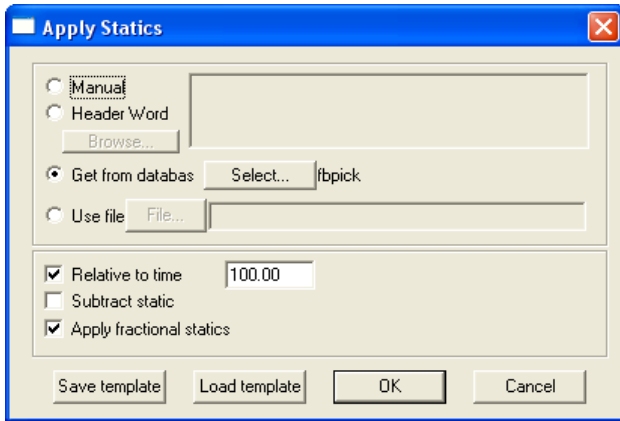 Apply Statics
Manual
Header Word
Browse...
Get from databas Select... fbpick
Use file File...
Relative to time 100.00
Subtract static
Apply fractional statics
Save template Load template OK Cancel